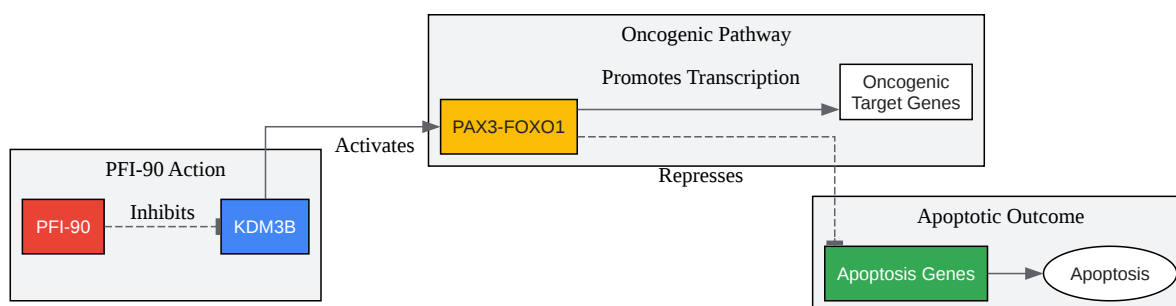 Oncogenic Pathway
Promotes Transcription
Oncogenic
Target Genes
PAX3-FOXO1
Activates
Represses
PFI-90 Action
PFI-90
Inhibits
KDM3B
Apoptotic Outcome
Apoptosis Genes
Apoptosis